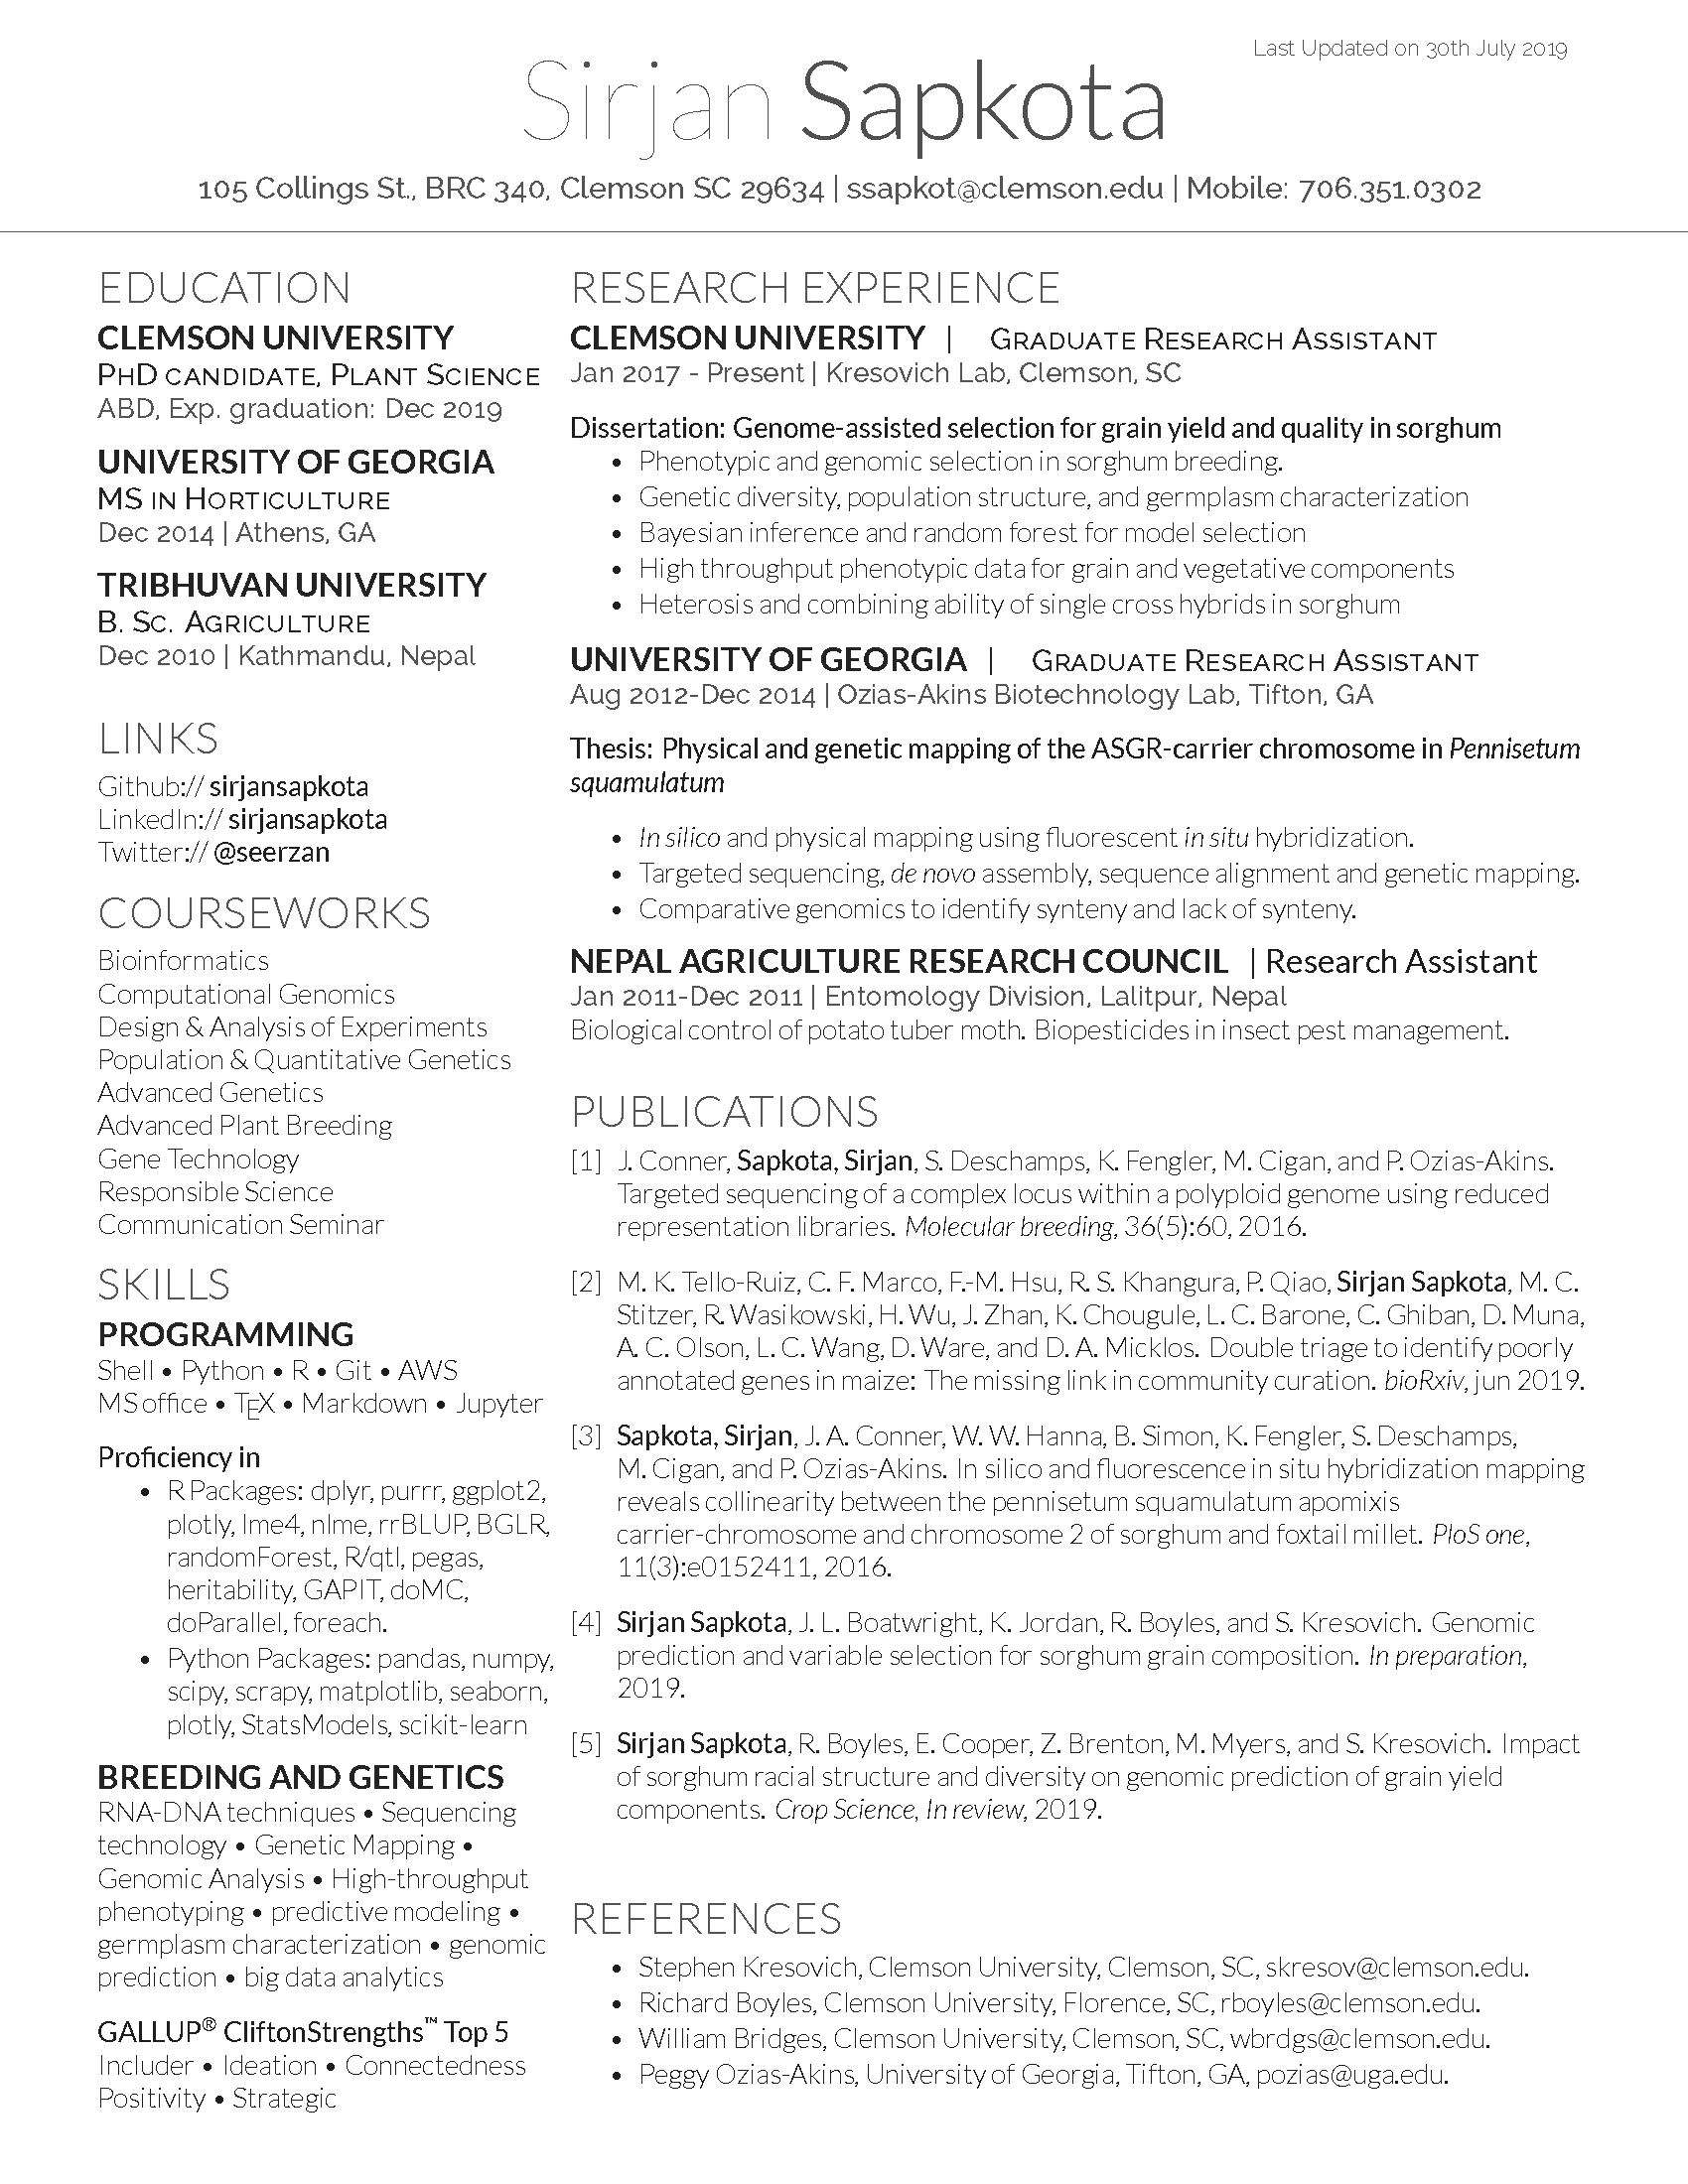 Last Updated on 30th July 2019
Sirjan Sapkota
105 Collings St., BRC 340, Clemson SC 29634 | ssapkot@clemson.edu | Mobile: 706.351.0302
EDUCATION
CLEMSON UNIVERSITY
PHD CANDIDATE, PLANT SCIENCE
ABD, Exp. graduation: Dec 2019
UNIVERSITY OF GEORGIA
MS IN HORTICULTURE
Dec 2014 | Athens, GA
TRIBHUVAN UNIVERSITY
B. SC. AGRICULTURE
Dec 2010 | Kathmandu, Nepal
LINKS
Github:// sirjansapkota
LinkedIn:// sirjansapkota
Twitter:// @seerzan
COURSEWORKS
Bioinformatics
Computational Genomics
Design & Analysis of Experiments
Population & Quantitative Genetics
Advanced Genetics
Advanced Plant Breeding
Gene Technology
Responsible Science
Communication Seminar
SKILLS
PROGRAMMING
Shell • Python • R • Git • AWS
MS office • TEX • Markdown • Jupyter
Proficiency in
• R Packages: dplyr, purrr, ggplot2,
plotly, lme4, nlme, rrBLUP, BGLR,
randomForest, R/qtl, pegas,
heritability, GAPIT, doMC,
doParallel, foreach.
• Python Packages: pandas, numpy,
scipy, scrapy, matplotlib, seaborn,
plotly, StatsModels, scikit-learn
BREEDING AND GENETICS
RNA-DNA techniques • Sequencing
technology • Genetic Mapping •
Genomic Analysis • High-throughput
phenotyping • predictive modeling •
germplasm characterization • genomic
prediction • big data analytics
GALLUP® CliftonStrengths™ Top 5
Includer • Ideation • Connectedness
Positivity • Strategic
RESEARCH EXPERIENCE
CLEMSON UNIVERSITY | GRADUATE RESEARCH ASSISTANT
Jan 2017 - Present | Kresovich Lab, Clemson, SC
Dissertation: Genome-assisted selection for grain yield and quality in sorghum
• Phenotypic and genomic selection in sorghum breeding.
• Genetic diversity, population structure, and germplasm characterization
• Bayesian inference and random forest for model selection
• High throughput phenotypic data for grain and vegetative components
• Heterosis and combining ability of single cross hybrids in sorghum
UNIVERSITY OF GEORGIA | GRADUATE RESEARCH ASSISTANT
Aug 2012-Dec 2014 | Ozias-Akins Biotechnology Lab, Tifton, GA
Thesis: Physical and genetic mapping of the ASGR-carrier chromosome in Pennisetum
squamulatum
• In silico and physical mapping using fluorescent in situ hybridization.
• Targeted sequencing, de novo assembly, sequence alignment and genetic mapping.
• Comparative genomics to identify synteny and lack of synteny.
NEPAL AGRICULTURE RESEARCH COUNCIL | Research Assistant
Jan 2011-Dec 2011 | Entomology Division, Lalitpur, Nepal
Biological control of potato tuber moth. Biopesticides in insect pest management.
PUBLICATIONS
[1] J. Conner, Sapkota, Sirjan, S. Deschamps, K. Fengler, M. Cigan, and P. Ozias-Akins.
Targeted sequencing of a complex locus within a polyploid genome using reduced
representation libraries. Molecular breeding, 36(5):60, 2016.
[2] M. K. Tello-Ruiz, C. F. Marco, F.-M. Hsu, R. S. Khangura, P. Qiao, Sirjan Sapkota, M. C.
Stitzer, R. Wasikowski, H. Wu, J. Zhan, K. Chougule, L. C. Barone, C. Ghiban, D. Muna,
A. C. Olson, L. C. Wang, D. Ware, and D. A. Micklos. Double triage to identify poorly
annotated genes in maize: The missing link in community curation. bioRxiv, jun 2019.
[3] Sapkota, Sirjan, J. A. Conner, W. W. Hanna, B. Simon, K. Fengler, S. Deschamps,
M. Cigan, and P. Ozias-Akins. In silico and fluorescence in situ hybridization mapping
reveals collinearity between the pennisetum squamulatum apomixis
carrier-chromosome and chromosome 2 of sorghum and foxtail millet. PloS one,
11(3):e0152411, 2016.
[4] Sirjan Sapkota, J. L. Boatwright, K. Jordan, R. Boyles, and S. Kresovich. Genomic
prediction and variable selection for sorghum grain composition. In preparation,
2019.
[5] Sirjan Sapkota, R. Boyles, E. Cooper, Z. Brenton, M. Myers, and S. Kresovich. Impact
of sorghum racial structure and diversity on genomic prediction of grain yield
components. Crop Science, In review, 2019.
REFERENCES
• Stephen Kresovich, Clemson University, Clemson, SC, skresov@clemson.edu.
• Richard Boyles, Clemson University, Florence, SC, rboyles@clemson.edu.
• William Bridges, Clemson University, Clemson, SC, wbrdgs@clemson.edu.
• Peggy Ozias-Akins, University of Georgia, Tifton, GA, pozias@uga.edu.